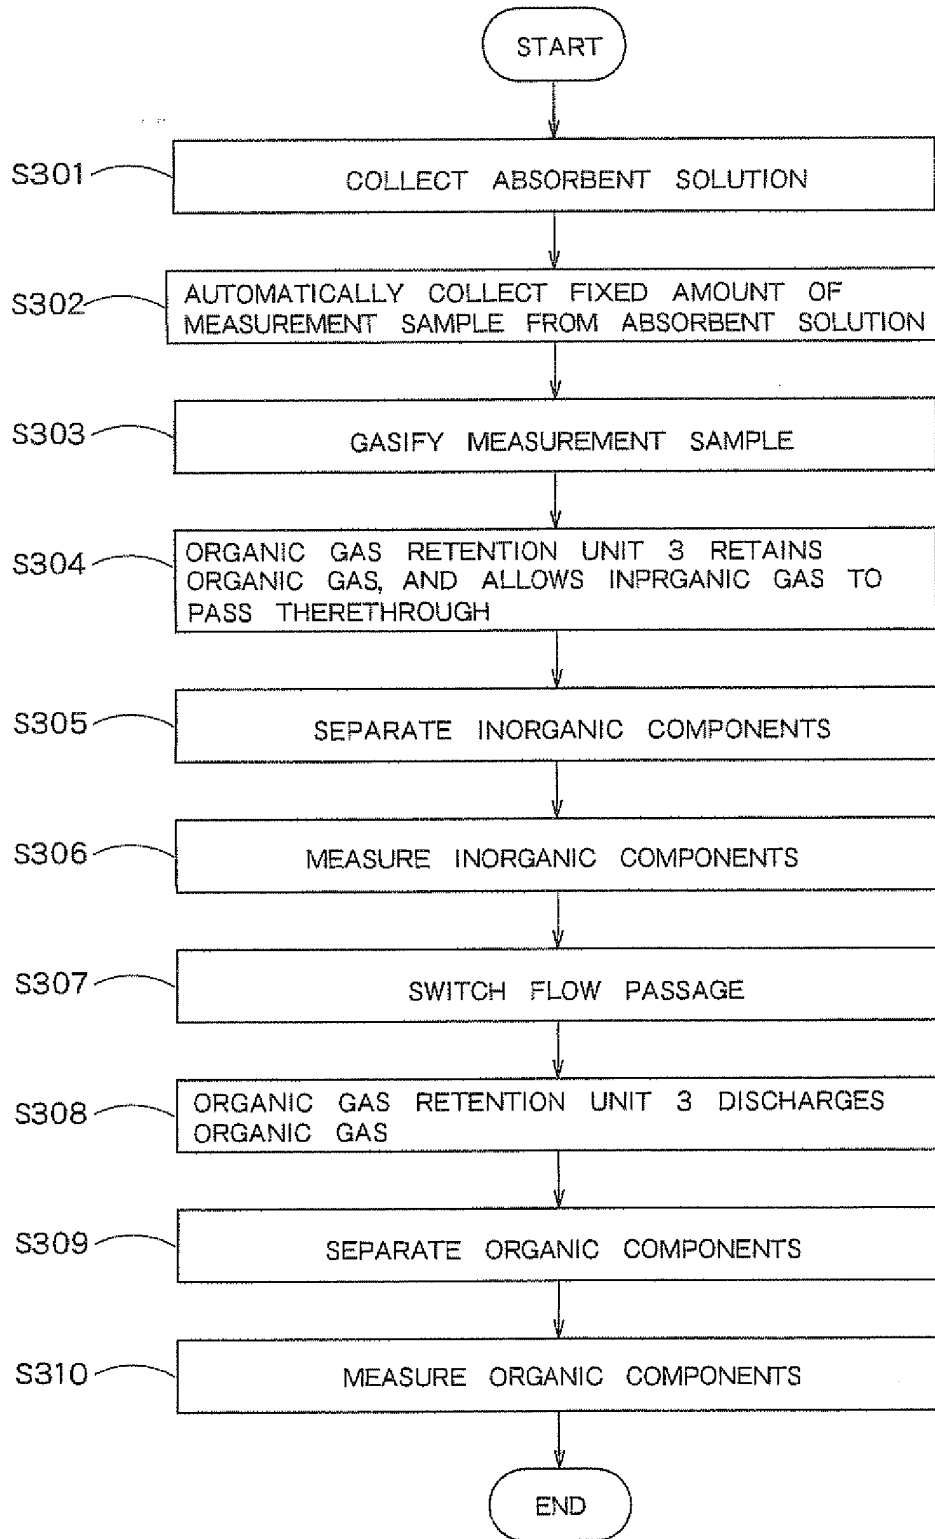 START
S301
COLLECT ABSORBENT SOLUTION
S302
AUTOMATICALLY COLLECT FIXED AMOUNT OF
MEASUREMENT SAMPLE FROM ABSORBENT SOLUTION
S303
GASIFY MEASUREMENT SAMPLE
S304
ORGANIC GAS RETENTION UNIT 3 RETAINS
ORGANIC GAS, AND ALLOWS INPRGANIC GAS TO
PASS THERETHROUGH
S305
SEPARATE INORGANIC COMPONENTS
S306
MEASURE INORGANIC COMPONENTS
S307
SWITCH FLOW PASSAGE
S308
ORGANIC GAS RETENTION UNIT 3 DISCHARGES
ORGANIC GAS
S309
SEPARATE ORGANIC COMPONENTS
S310
MEASURE ORGANIC COMPONENTS
END